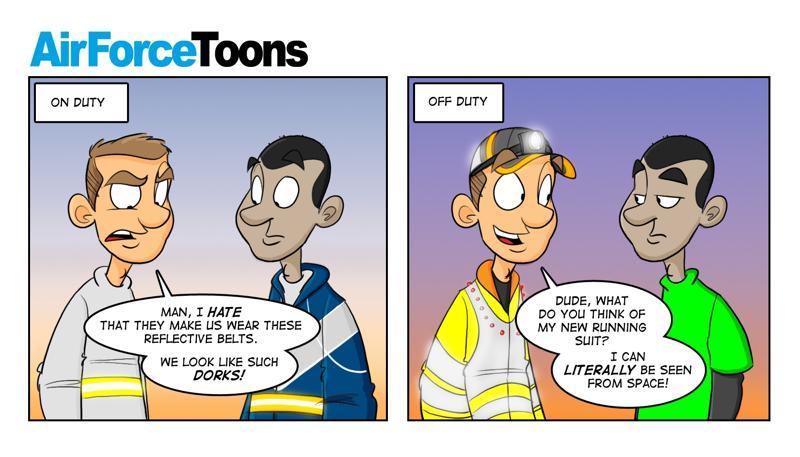 AirForceToons
ON DUTY
MAN, I HATE
THAT THEY MAKE US WEAR THESE
REFLECTIVE BELTS.
WE LOOK LIKE SUCH
DORKS!
OFF DUTY
DUDE, WHAT
DO YOU THINK OF
MY NEW RUNNING
SUIT?
I CAN
LITERALLY BE SEEN
FROM SPACE!